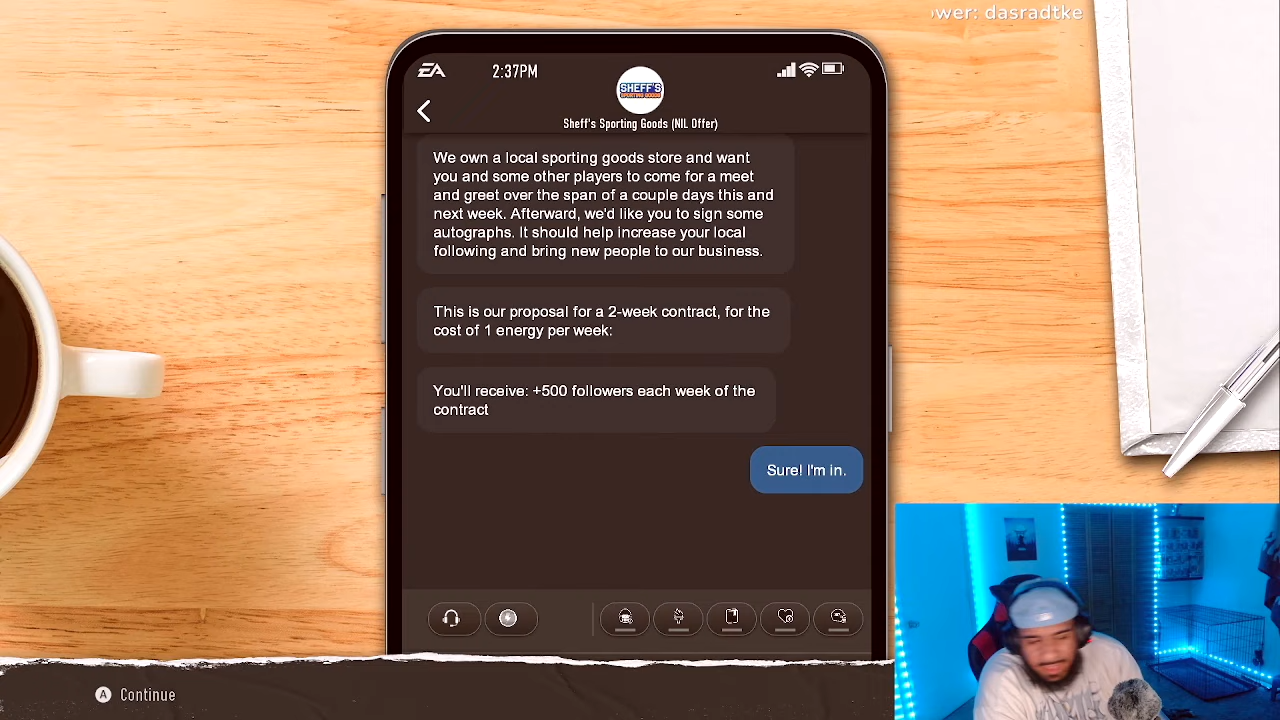 wer: dasradtke
EA
2:37PM
SHEFF'S
SPORTING GOODS
Sheff's Sporting Goods (NIL Offer)
We own a local sporting goods store and want
you and some other players to come for a meet
and greet over the span of a couple days this and
next week. Afterward, we'd like you to sign some
autographs. It should help increase your local
following and bring new people to our business.
This is our proposal for a 2-week contract, for the
cost of 1 energy per week:
You'll receive: +500 followers each week of the
contract
Sure! I'm in.
A Continue